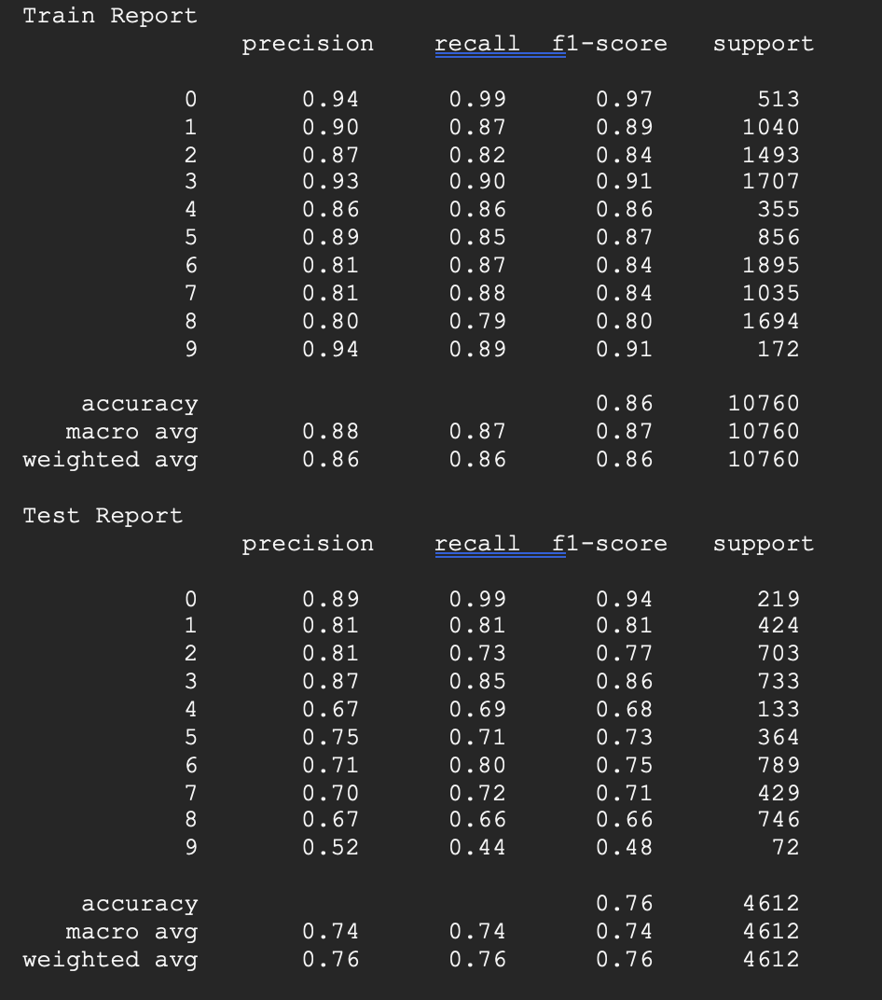 Train Report
precision recall f1-score support
0 0.94 0.99 0.97 513
1 0.90 0.87 0.89 1040
2 0.87 0.82 0.84 1493
3 0.93 0.90 0.91 1707
4 0.86 0.86 0.86 355
5 0.89 0.85 0.87 856
6 0.81 0.87 0.84 1895
7 0.81 0.88 0.84 1035
8 0.80 0.79 0.80 1694
9 0.94 0.89 0.91 172
accuracy 0.86 10760
macro avg 0.88 0.87 0.87 10760
weighted avg 0.86 0.86 0.86 10760
Test Report
precision recall f1-score support
0 0.89 0.99 0.94 219
1 0.81 0.81 0.81 424
2 0.81 0.73 0.77 703
3 0.87 0.85 0.86 733
4 0.67 0.69 0.68 133
5 0.75 0.71 0.73 364
6 0.71 0.80 0.75 789
7 0.70 0.72 0.71 429
8 0.67 0.66 0.66 746
9 0.52 0.44 0.48 72
accuracy 0.76 4612
macro avg 0.74 0.74 0.74 4612
weighted avg 0.76 0.76 0.76 4612